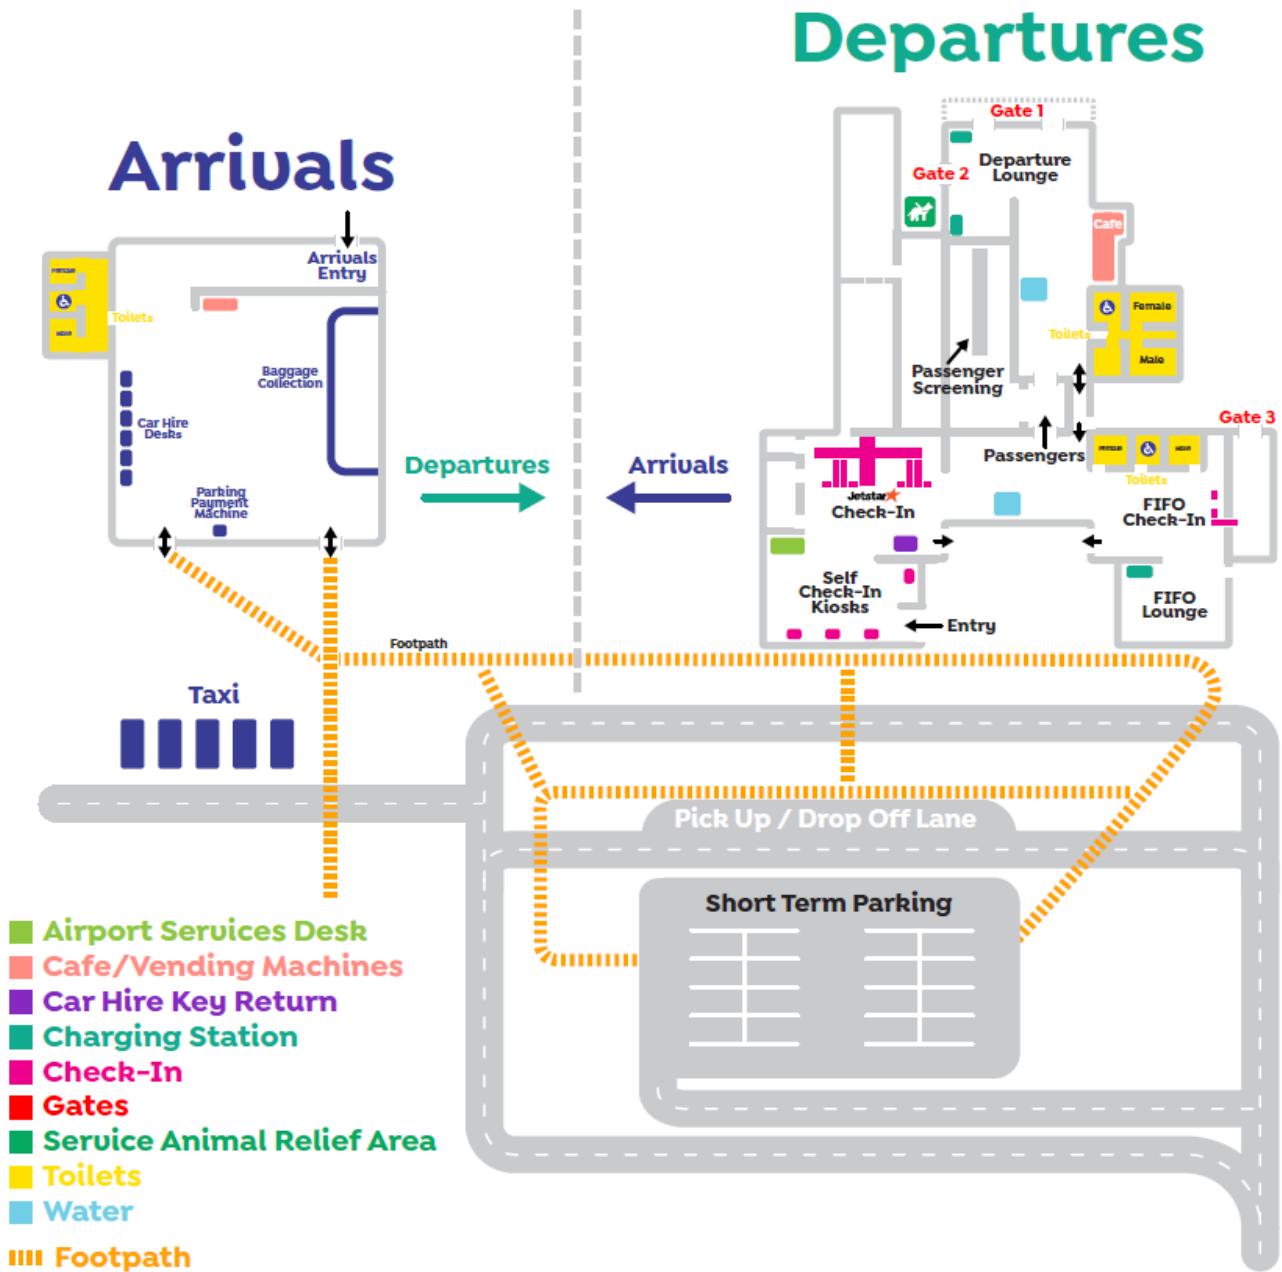 Departures
Arrivals
Gate 1
Departure
Lounge
Gate 2
Cafe
Arrivals
Entry
Toilets
Female
Toilets
Male
Baggage
Collection
Passenger
Screening
Car Hire
Desks
Gate 3
Passengers
Departures
Arrivals
Toilets
Jetstar
Check-In
FIFO
Check-In
Parking
Payment
Machine
Self
Check-In
Kiosks
FIFO
Lounge
Entry
Footpath
Taxi
Pick Up / Drop Off Lane
Short Term Parking
Airport Services Desk
Cafe/Vending Machines
Car Hire Key Return
Charging Station
Check-In
Gates
Service Animal Relief Area
Toilets
Water
Footpath